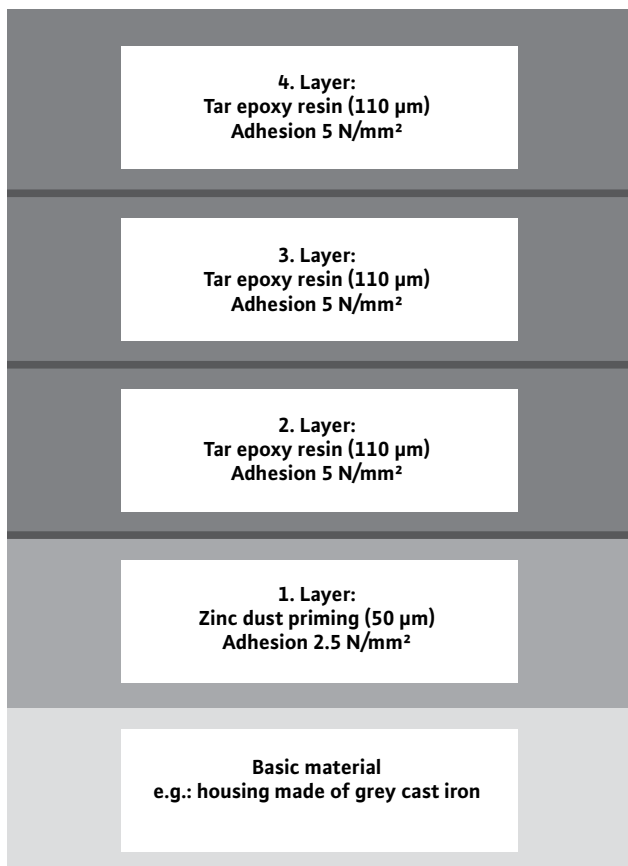 4. Layer:
Tar epoxy resin (110 µm)
Adhesion 5 N/mm²
3. Layer:
Tar epoxy resin (110 µm)
Adhesion 5 N/mm²
2. Layer:
Tar epoxy resin (110 µm)
Adhesion 5 N/mm²
1. Layer:
Zinc dust priming (50 µm)
Adhesion 2.5 N/mm²
Basic material
e.g.: housing made of grey cast iron